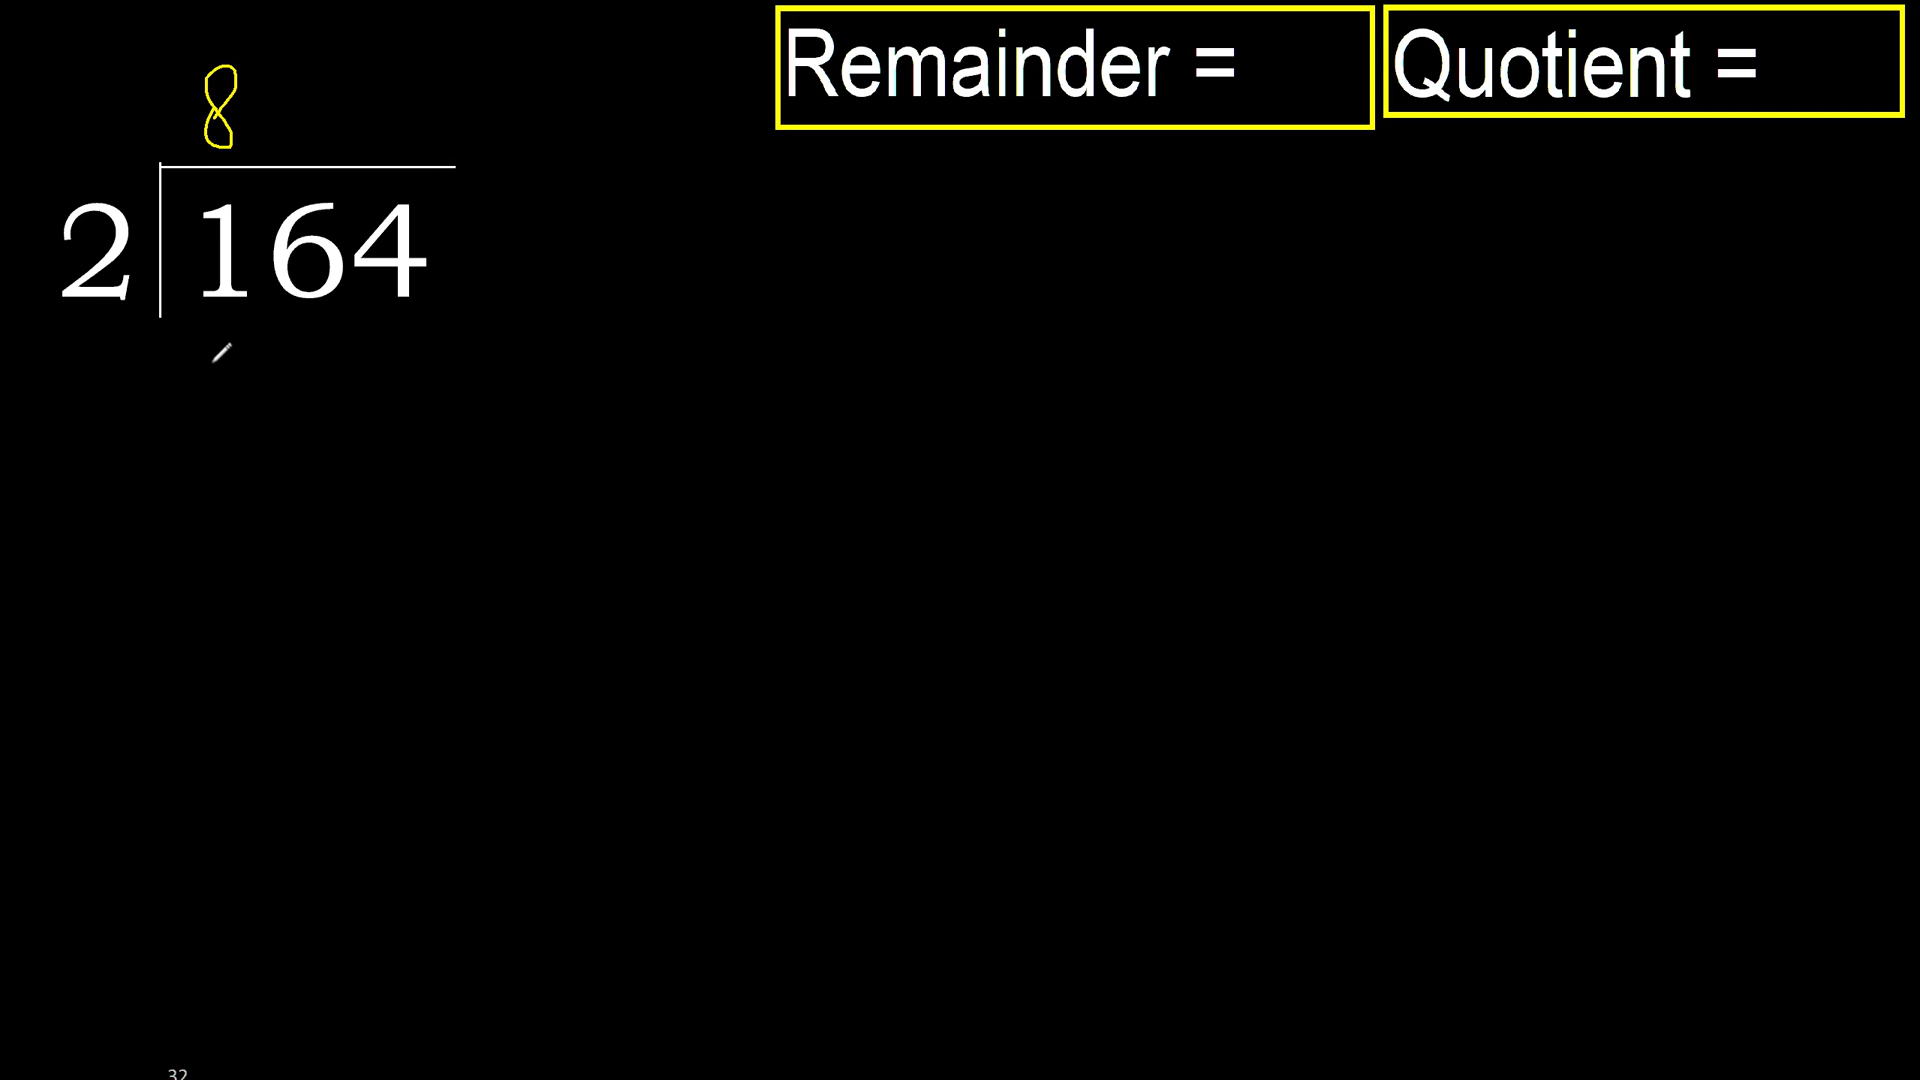 Remainder = Quotient =
8
2 164
32